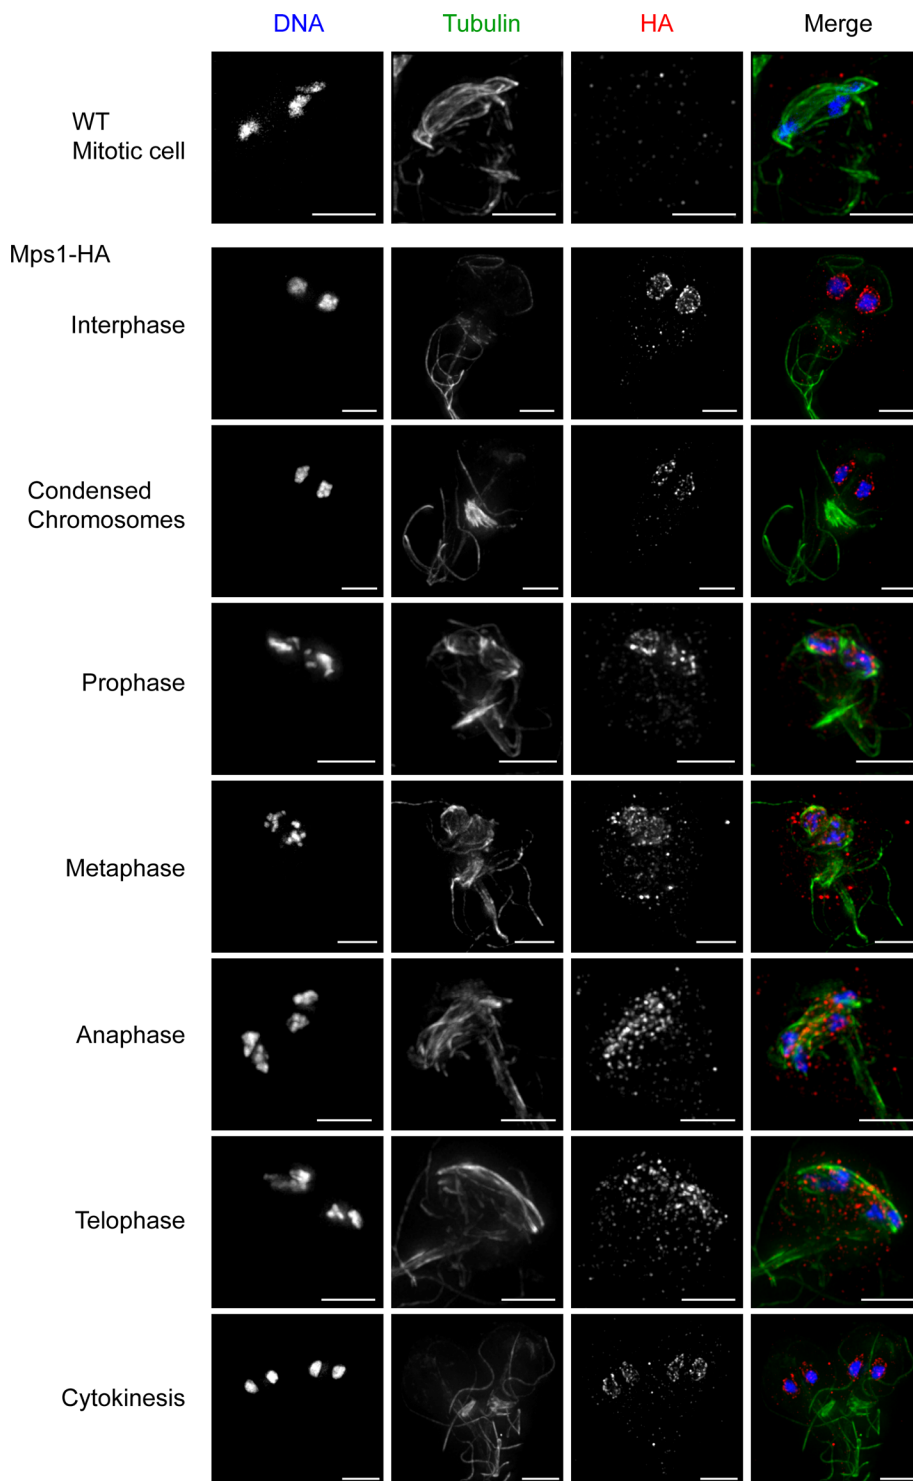 DNA Tubulin HA Merge
WT
Mitotic cell
Mps1-HA
Interphase
Condensed
Chromosomes
Prophase
Metaphase
Anaphase
Telophase
Cytokinesis